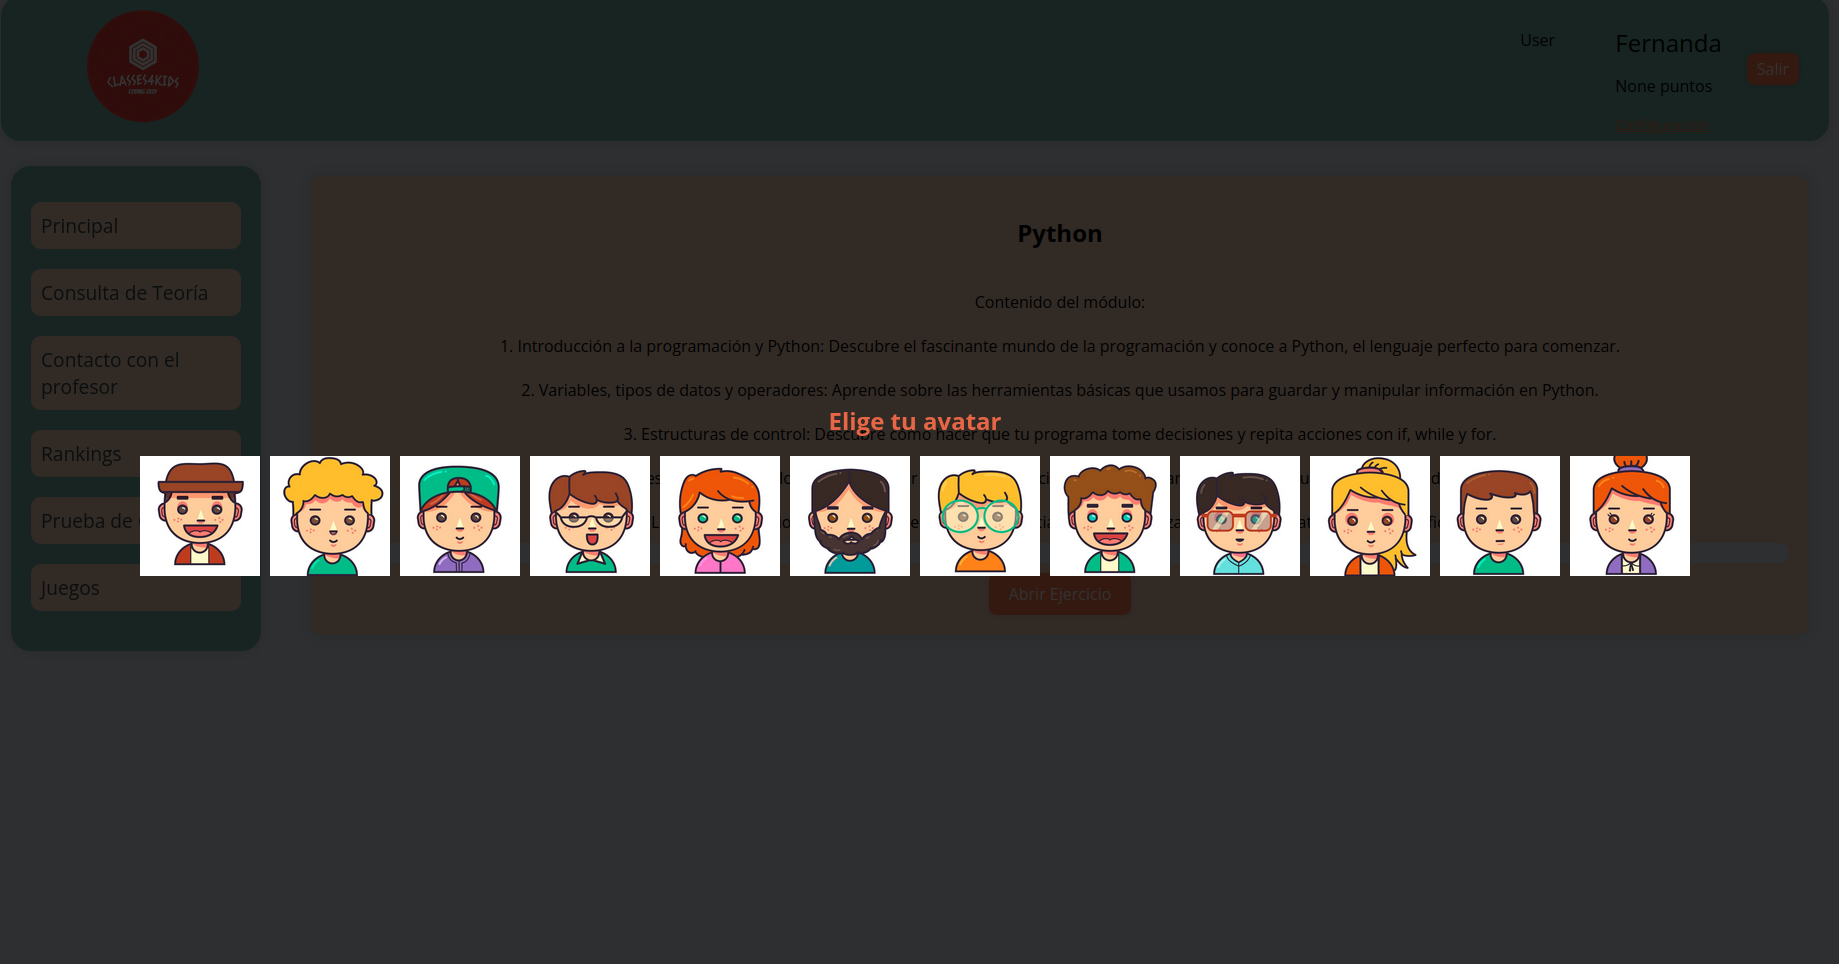 CLASSES4KIDS
CODING DEEP
User
Fernanda
None puntos
Salir
Principal
Consulta de Teoría
Contacto con el
profesor
Rankings
Prueba de
Juegos
Python
Contenido del módulo:
1. Introducción a la programación y Python: Descubre el fascinante mundo de la programación y conoce a Python, el lenguaje perfecto para comenzar.
2. Variables, tipos de datos y operadores: Aprende sobre las herramientas básicas que usamos para guardar y manipular información en Python.
Elige tu avatar
3. Estructuras de control: Descubre cómo hacer que tu programa tome decisiones y repita acciones con if, while y for.
Abrir Ejercicio